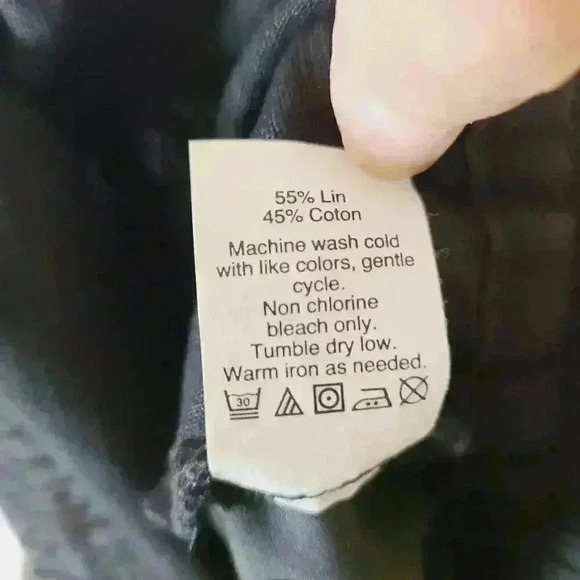 55% Lin
45% Coton
Machine wash cold
with like colors, gentle
cycle.
Non chlorine
bleach only.
Tumble dry low.
Warm iron as needed.
30